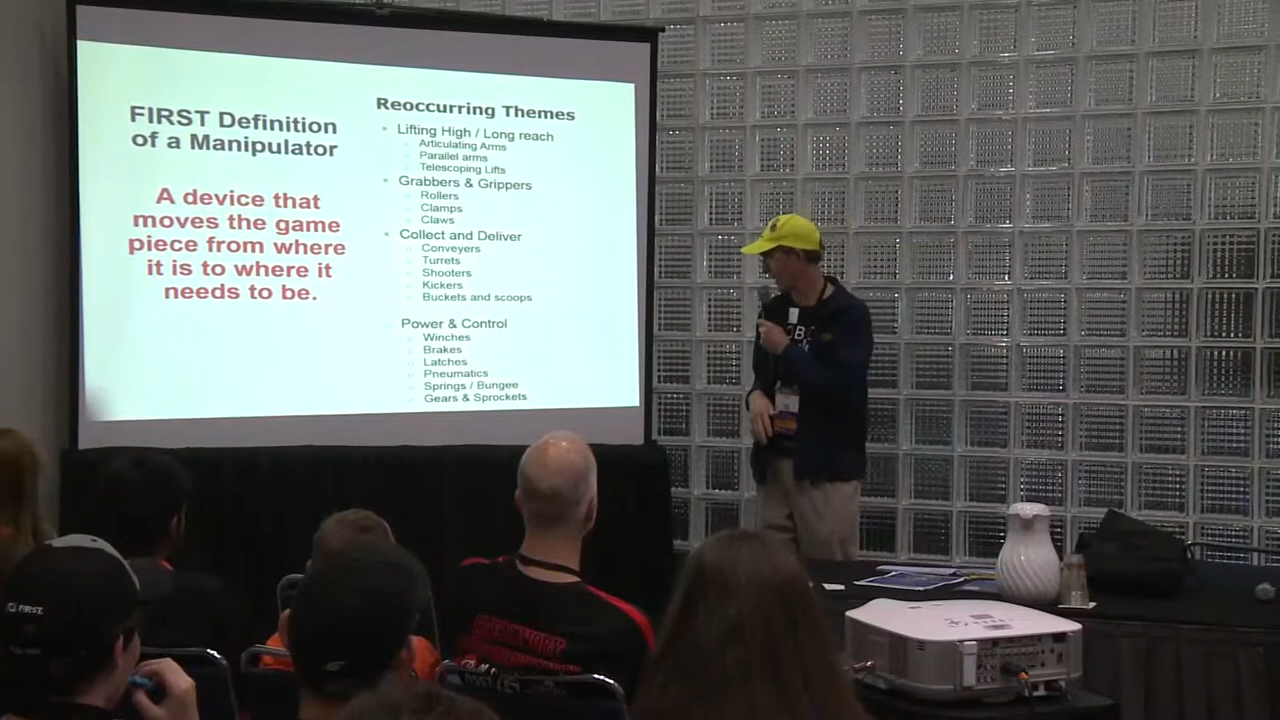 FIRST Definition
of a Manipulator
A device that
moves the game
piece from where
it is to where it
needs to be.
Reoccurring Themes
Lifting High / Long reach
Articulating Arms
Parallel arms
Telescoping Lifts
Grabbers & Grippers
Rollers
Clamps
Claws
Collect and Deliver
Conveyers
Turrets
Shooters
Kickers
Buckets and scoops
Power & Control
Winches
Brakes
Latches
Pneumatics
Springs / Bungee
Gears & Sprockets
FIRST